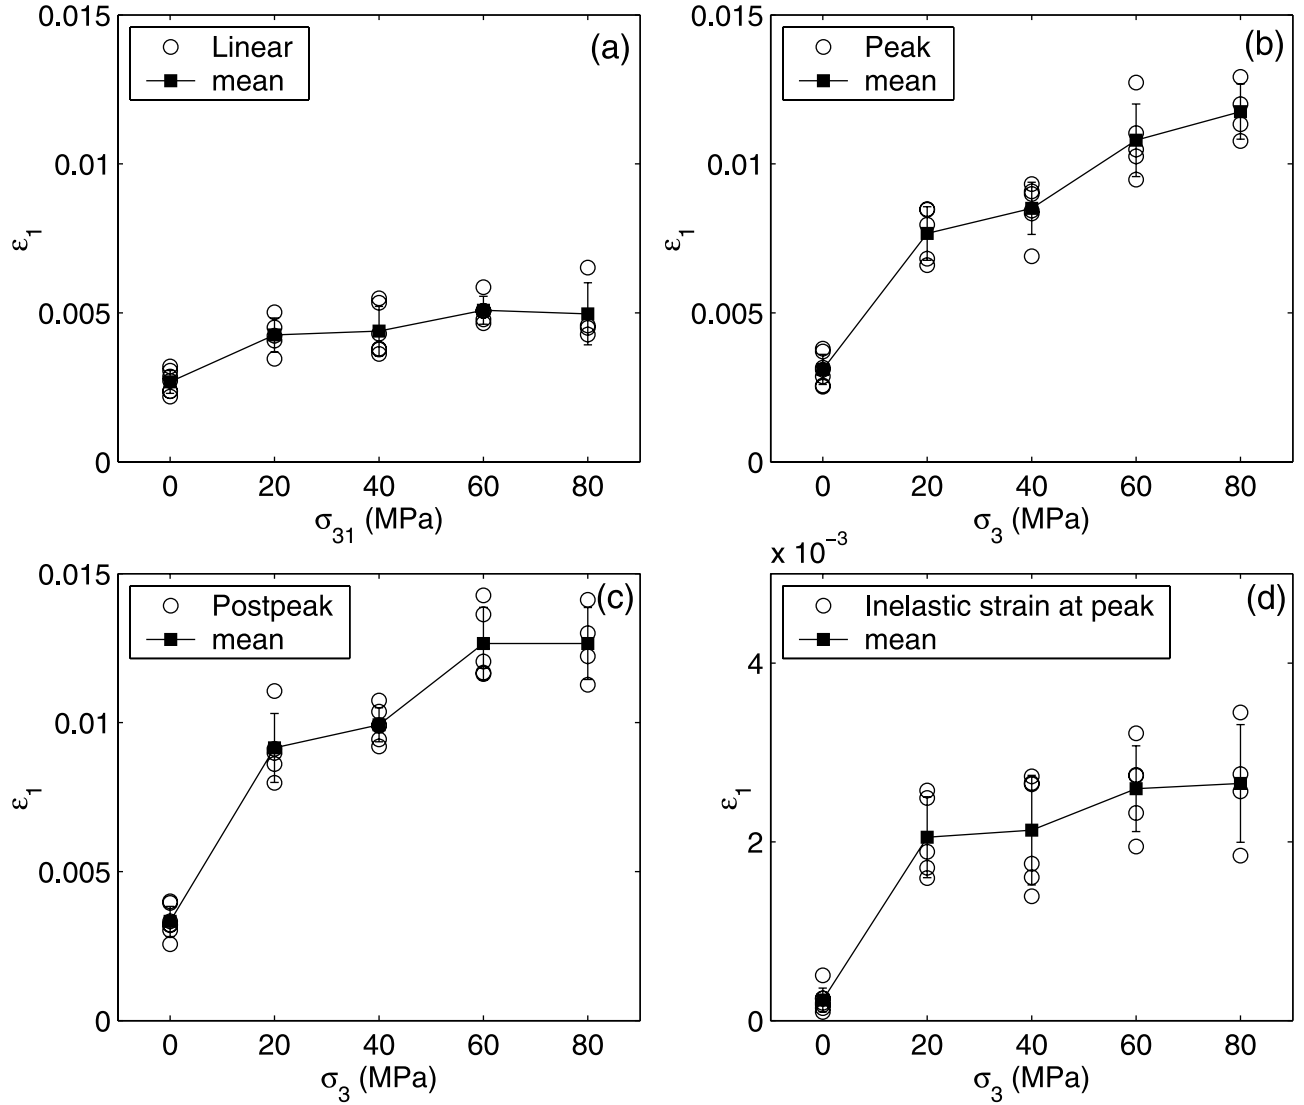 0.015
Linear
mean
(a)
0.01
0.005
0
ε1
0 20 40 60 80
σ31 (MPa)
0.015
Peak
mean
(b)
0.01
0.005
0
ε1
0 20 40 60 80
σ3 (MPa)
0.015
Postpeak
mean
(c)
0.01
0.005
0
ε1
0 20 40 60 80
σ3 (MPa)
x 10−3
Inelastic strain at peak
mean
(d)
4
2
0
ε1
0 20 40 60 80
σ3 (MPa)